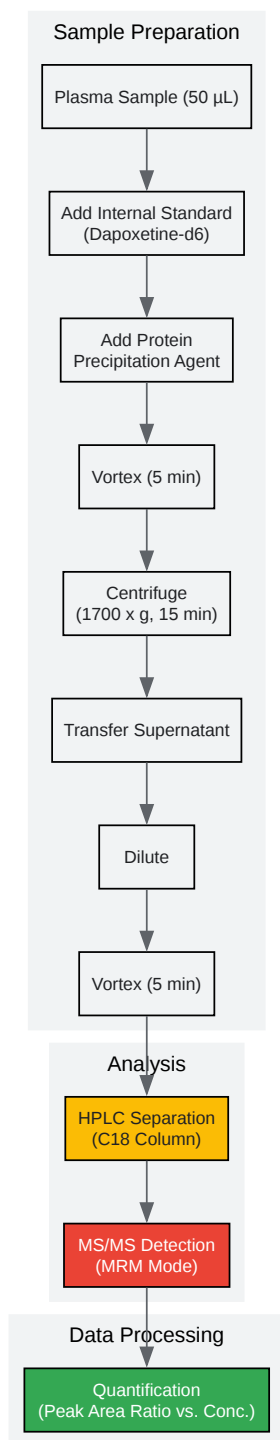 Sample Preparation
Plasma Sample (50 µL)
Add Internal Standard
(Dapoxetine-d6)
Add Protein
Precipitation Agent
Vortex (5 min)
Centrifuge
(1700 x g, 15 min)
Transfer Supernatant
Dilute
Vortex (5 min)
Analysis
HPLC Separation
(C18 Column)
MS/MS Detection
(MRM Mode)
Data Processing
Quantification
(Peak Area Ratio vs. Conc.)